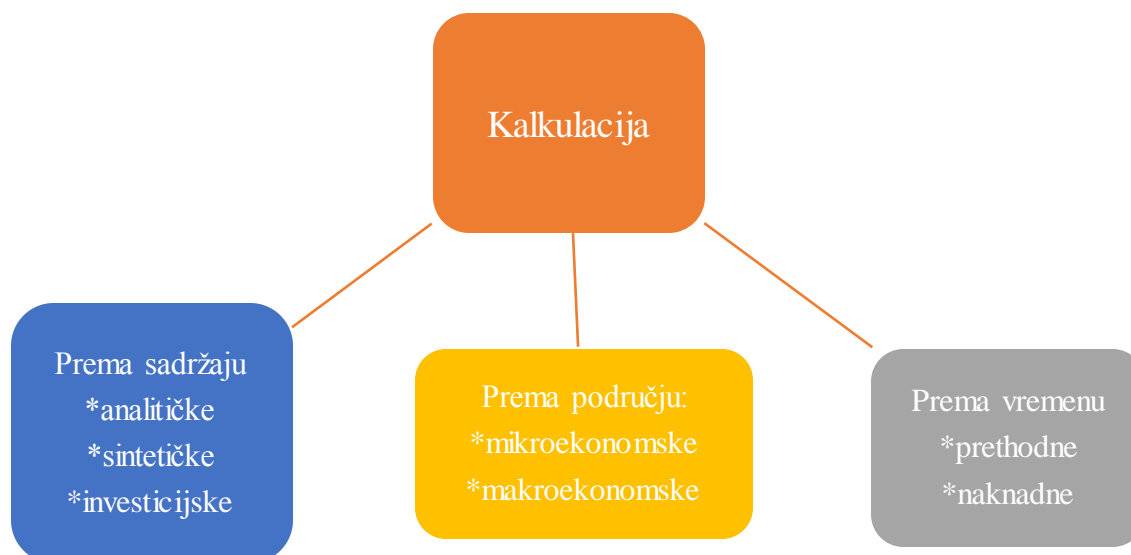 Kalkulacija
Prema sadržaju
*analitičke
*sintetičke
*investicijske
Prema području:
*mikroekonomske
*makroekonomske
Prema vremenu
*prethodne
*naknadne